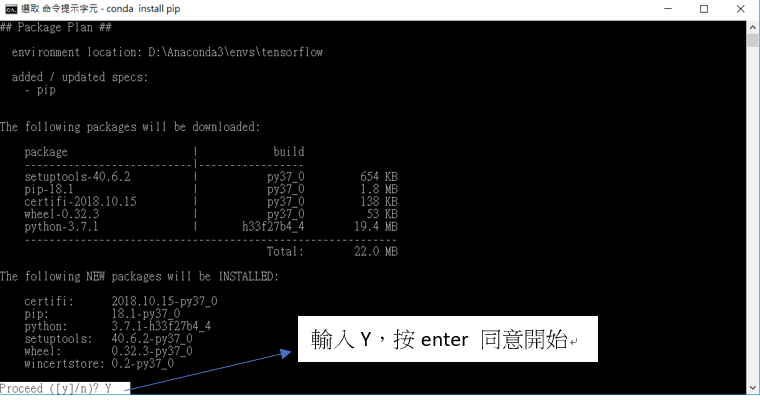 選取 命令提示字元 - conda  install pip
## Package Plan ##
environment location: D:\Anaconda3\envs\tensorflow
added / updated specs:
- pip
The following packages will be downloaded:
package | build
---------------------------|-----------------
setuptools-40.6.2 | py37_0 654 KB
pip-18.1 | py37_0 1.8 MB
certifi-2018.10.15 | py37_0 138 KB
wheel-0.32.3 | py37_0 53 KB
python-3.7.1 | h33f27b4_4 19.4 MB
------------------------------------------------------------
Total: 22.0 MB
The following NEW packages will be INSTALLED:
certifi: 2018.10.15-py37_0
pip: 18.1-py37_0
python: 3.7.1-h33f27b4_4
setuptools: 40.6.2-py37_0
wheel: 0.32.3-py37_0
wincertstore: 0.2-py37_0
輸入 Y，按 enter 同意開始↵
Proceed ([y]/n)? Y